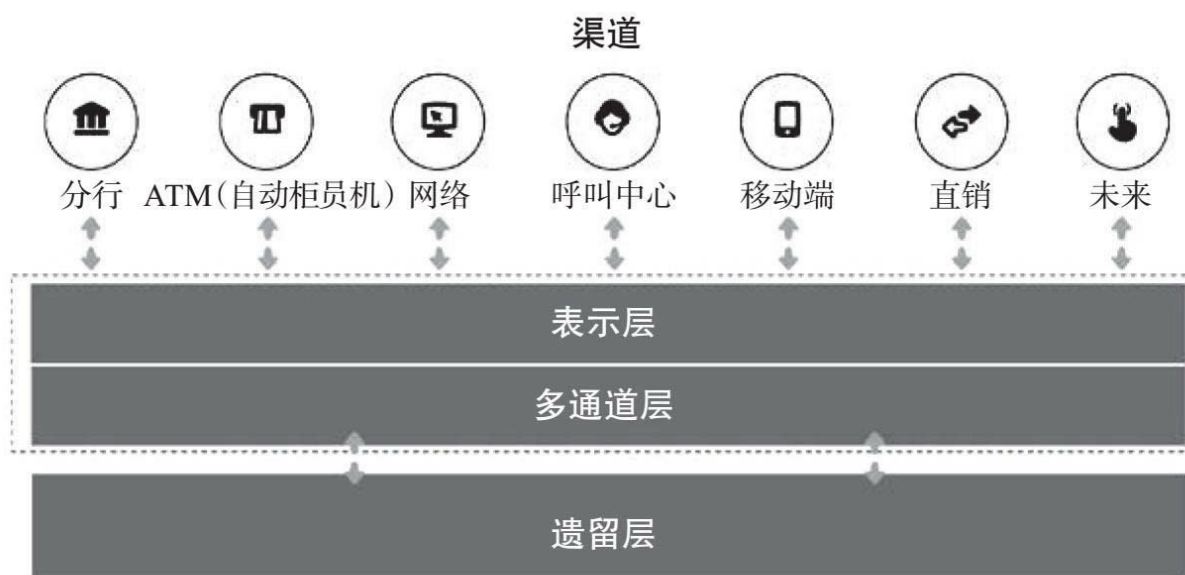 渠道
分行 ATM(自动柜员机) 网络 呼叫中心 移动端 直销 未来
表示层
多通道层
遗留层